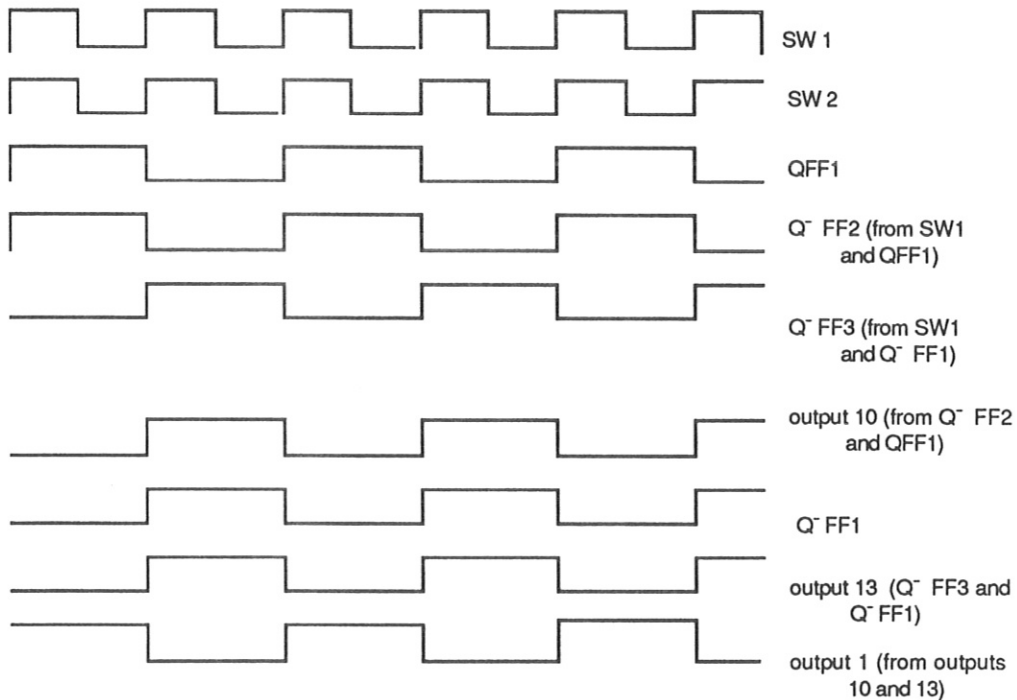 SW 1
SW 2
QFF1
Q⁻ FF2 (from SW1
and QFF1)
Q⁻ FF3 (from SW1
and Q⁻ FF1)
output 10 (from Q⁻ FF2
and QFF1)
Q⁻ FF1
output 13 (Q⁻ FF3 and
Q⁻ FF1)
output 1 (from outputs
10 and 13)